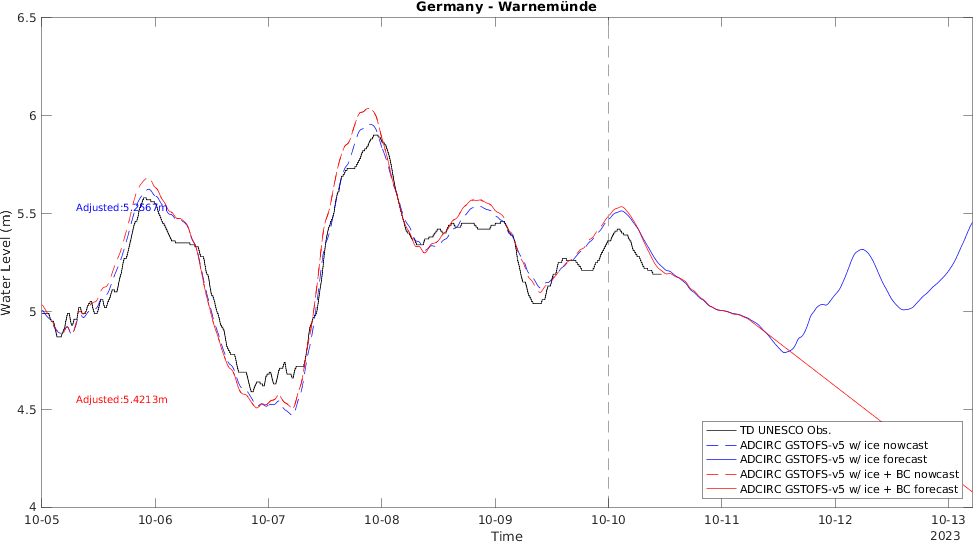 Germany - Warnemünde
6.5
6
5.5
5
4.5
4
Water Level (m)
Adjusted:5.2567m
Adjusted:5.4213m
TD UNESCO Obs.
ADCIRC GSTOFS-v5 w/ ice nowcast
ADCIRC GSTOFS-v5 w/ ice forecast
ADCIRC GSTOFS-v5 w/ ice + BC nowcast
ADCIRC GSTOFS-v5 w/ ice + BC forecast
10-05 10-06 10-07 10-08 10-09 10-10 10-11 10-12 10-13
Time
2023